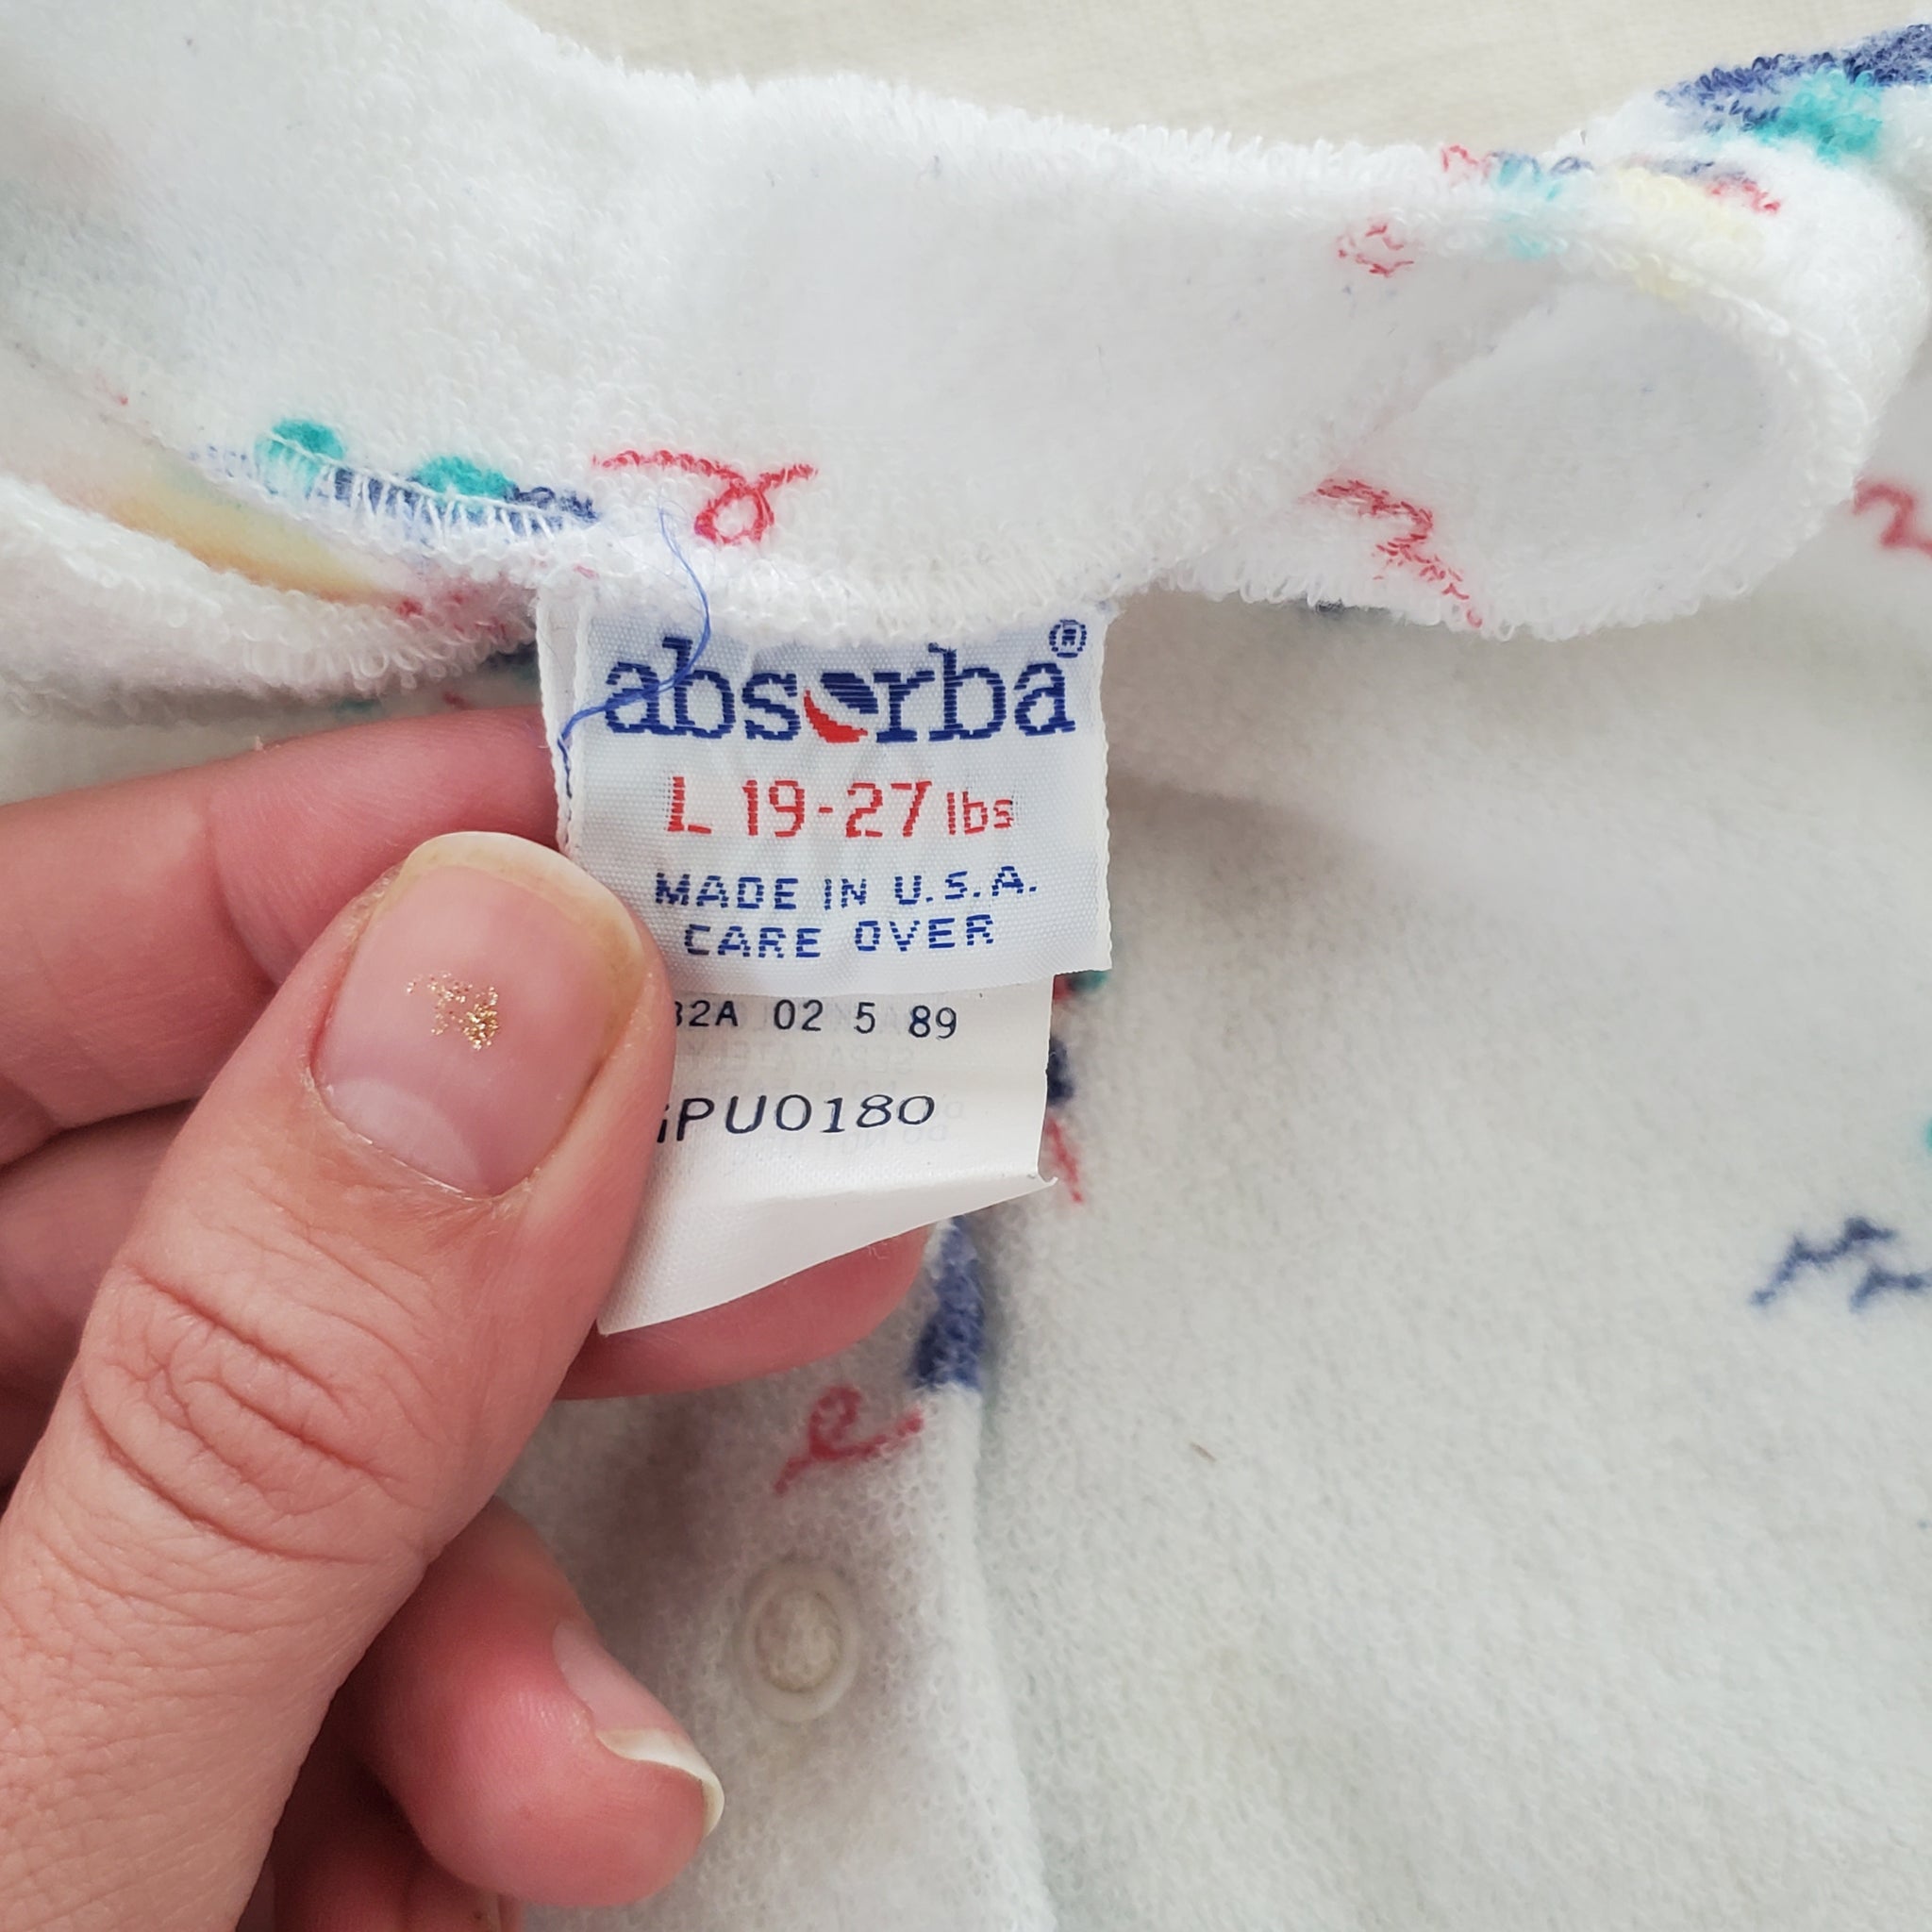 absorba®
L 19-27 lbs
MADE IN U.S.A.
CARE OVER
32A 02 5 89
PU0180